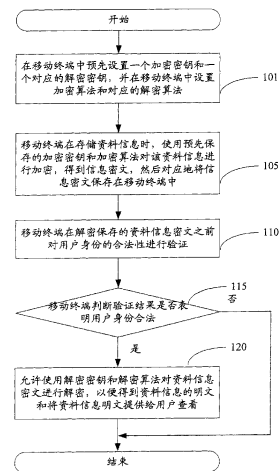 开始
在移动终端中预先设置一个加密密钥和一
个对应的解密密钥，并在移动终端中设置
加密算法和对应的解密算法
101
移动终端在存储资料信息时，使用预先保
存的加密密钥和加密算法对该资料信息进
行加密，得到信息密文，然后对应地将信
息密文保存在移动终端中
105
移动终端在解密保存的资料信息密文之前
对用户身份的合法性进行验证
110
移动终端判断验证结果是否表
明用户身份合法
115
否
是
120
允许使用解密密钥和解密算法对资料信息
密文进行解密，以便得到资料信息的明文
和将资料信息明文提供给用户查看
结束